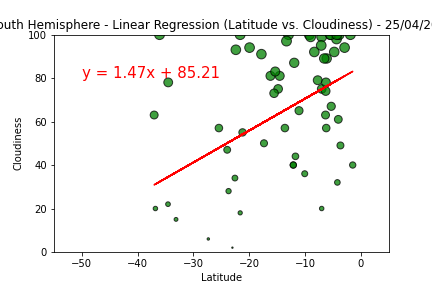 outh Hemisphere - Linear Regression (Latitude vs. Cloudiness) - 25/04/20
100
y = 1.47x + 85.21
80
60
Cloudiness
40
20
0
−50 −40 −30 −20 −10 0
Latitude